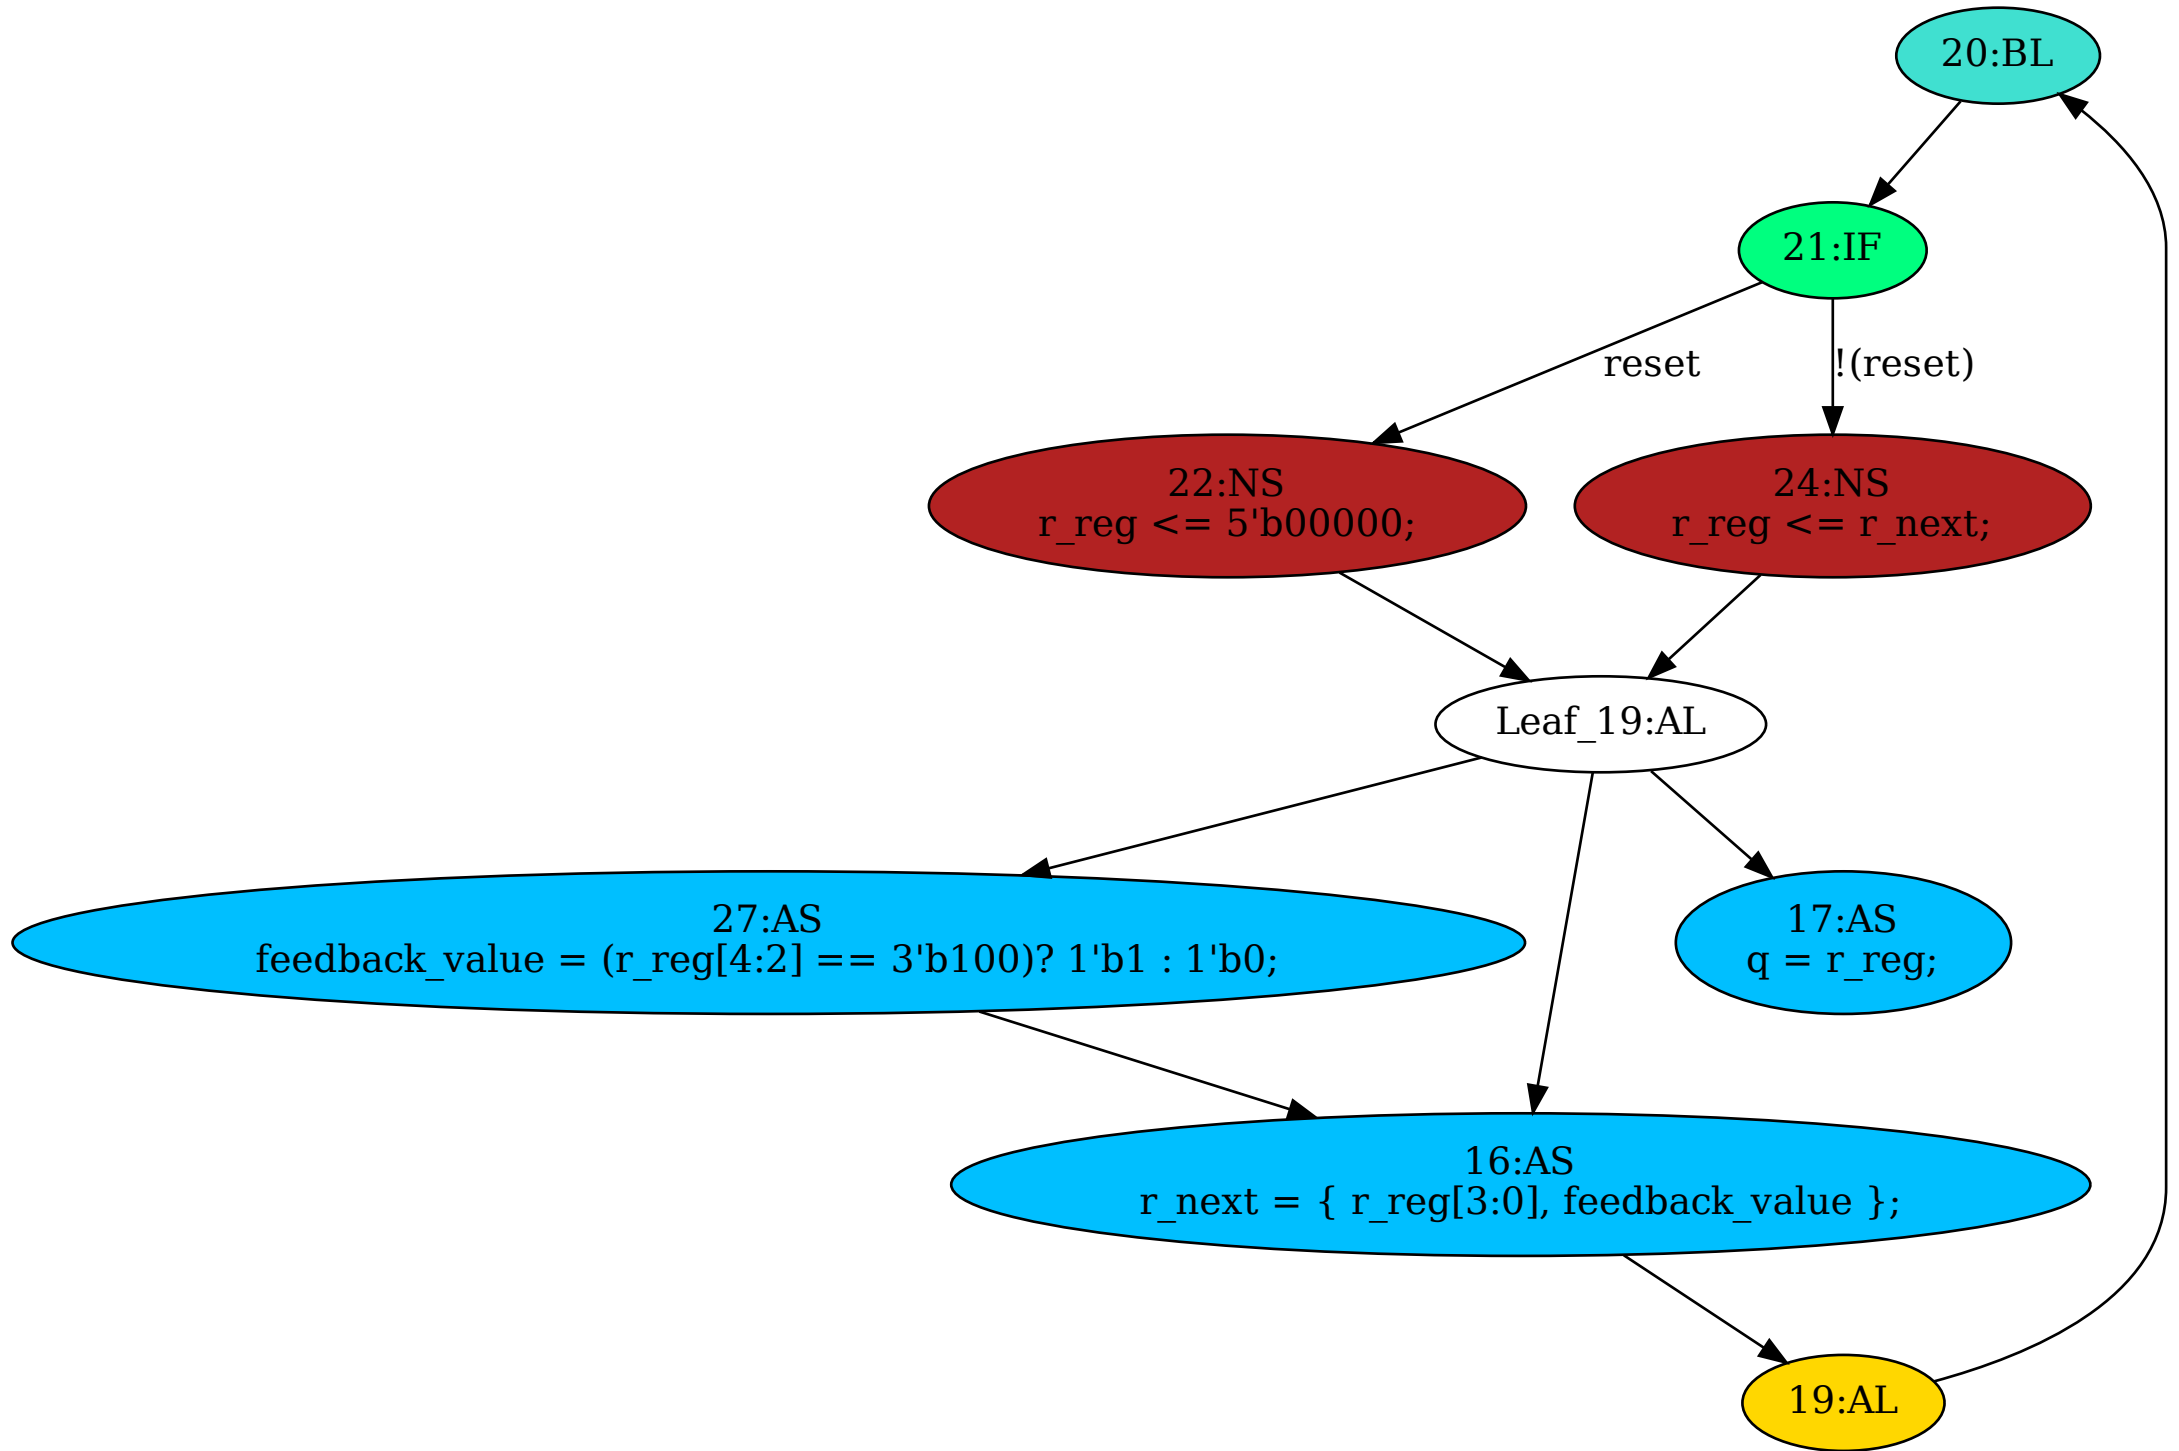 20:BL
21:IF
reset
!(reset)
22:NS
r_reg <= 5'b00000;
24:NS
r_reg <= r_next;
Leaf_19:AL
27:AS
feedback_value = (r_reg[4:2] == 3'b100)? 1'b1 : 1'b0;
17:AS
q = r_reg;
16:AS
r_next = { r_reg[3:0], feedback_value };
19:AL